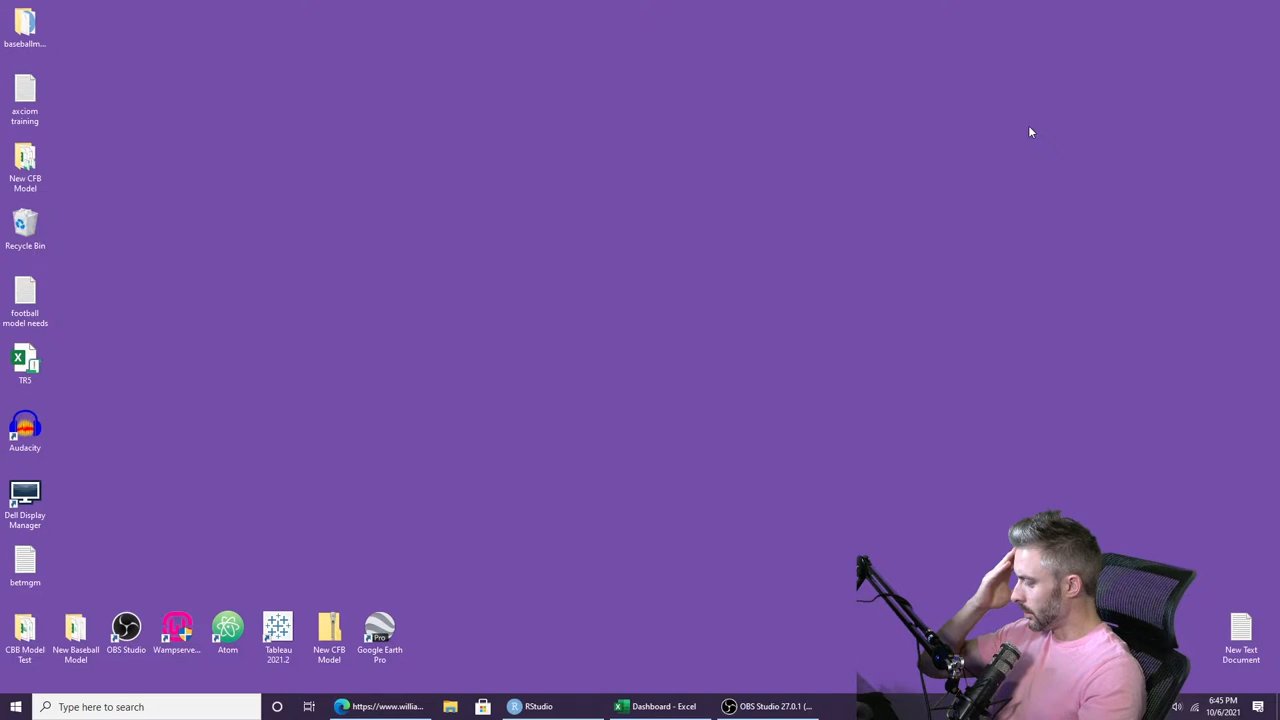 baseballm...
axciom
training
New CFB
Model
Recycle Bin
football
model needs
TR5
Audacity
Dell Display
Manager
betmgm
CBB Model
Test
New Baseball
Model
OBS Studio
Wampserve...
Atom
Tableau
2021.2
New CFB
Model
Pro
Google Earth
Pro
New Text
Document
Type here to search
https://www.willia...
RStudio
Dashboard - Excel
OBS Studio 27.0.1 (...
6:45 PM
10/6/2021